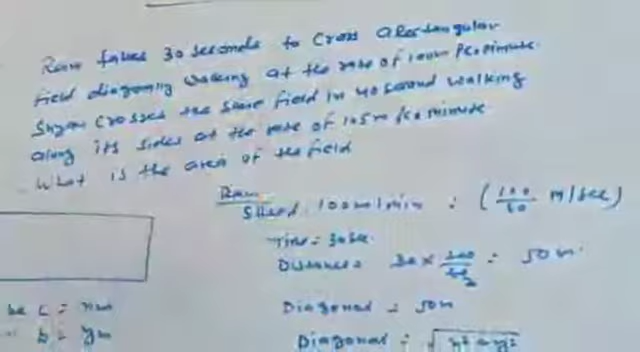 Ram takes 30 seconds to cross a rectangular
field diagonally walking at the rate of 100m per minute.
Shyam crosses the same field in 40 second walking
along its sides at the rate of 105m per minute
What is the area of the field
Ram
Speed: 100m/min : (100/60 m/sec)
Time = 30sec
Distance = 30 × 100/60 = 50m
Diagonal = 50m
Diagonal = √x² + y²
be l = xm
b = ym